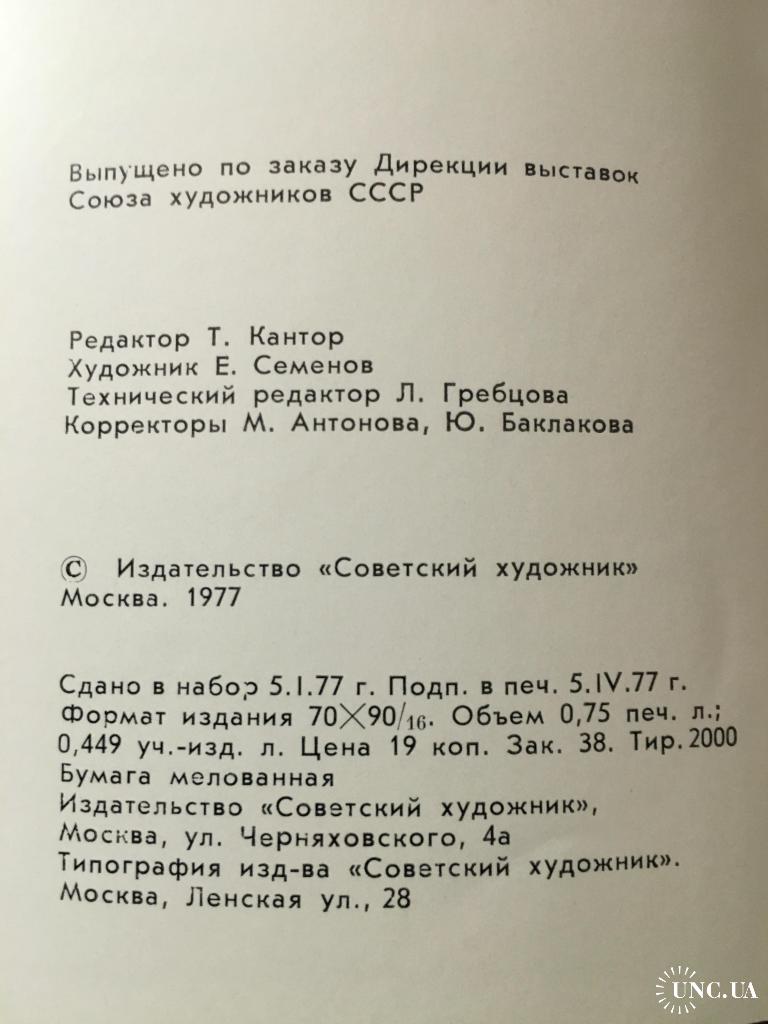 Выпущено по заказу Дирекции выставок
Союза художников СССР
Редактор Т. Кантор
Художник Е. Семенов
Технический редактор Л. Гребцова
Корректоры М. Антонова, Ю. Баклакова
© Издательство «Советский художник»
Москва. 1977
Сдано в набор 5.I.77 г. Подп. в печ. 5.IV.77 г.
Формат издания 70×90/16. Объем 0,75 печ. л.;
0,449 уч.-изд. л. Цена 19 коп. Зак. 38. Тир. 2000
Бумага мелованная
Издательство «Советский художник»,
Москва, ул. Черняховского, 4а
Типография изд-ва «Советский художник».
Москва, Ленская ул., 28
UNC.UA